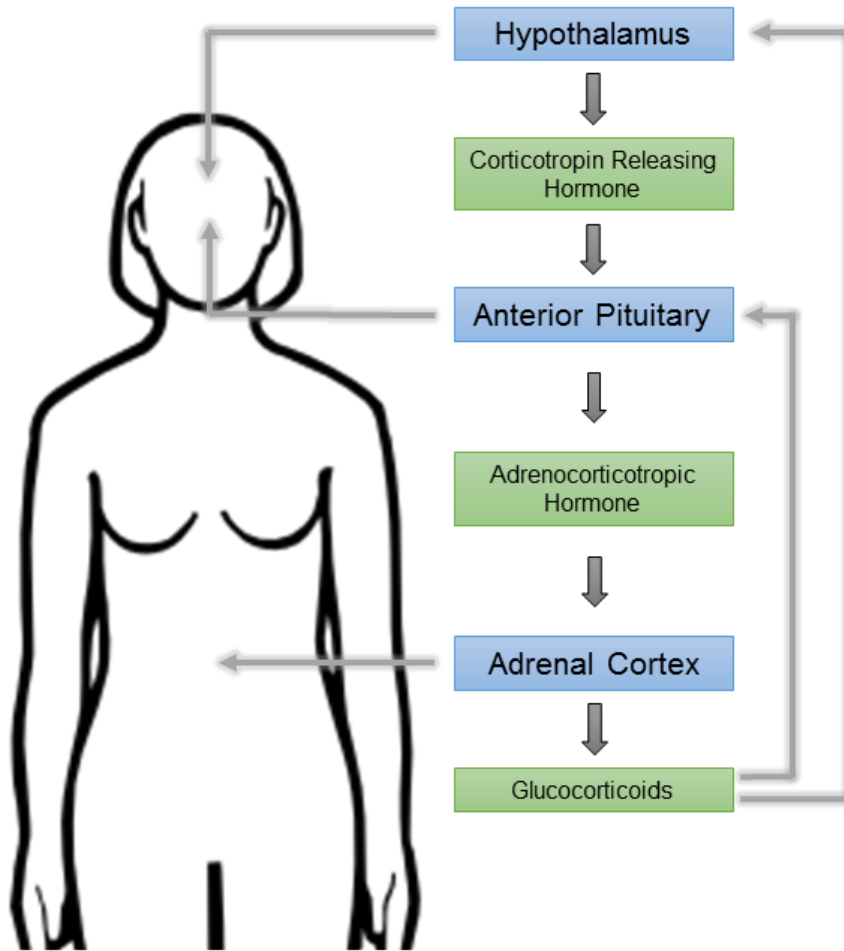 Hypothalamus
Corticotropin Releasing
Hormone
Anterior Pituitary
Adrenocorticotropic
Hormone
Adrenal Cortex
Glucocorticoids